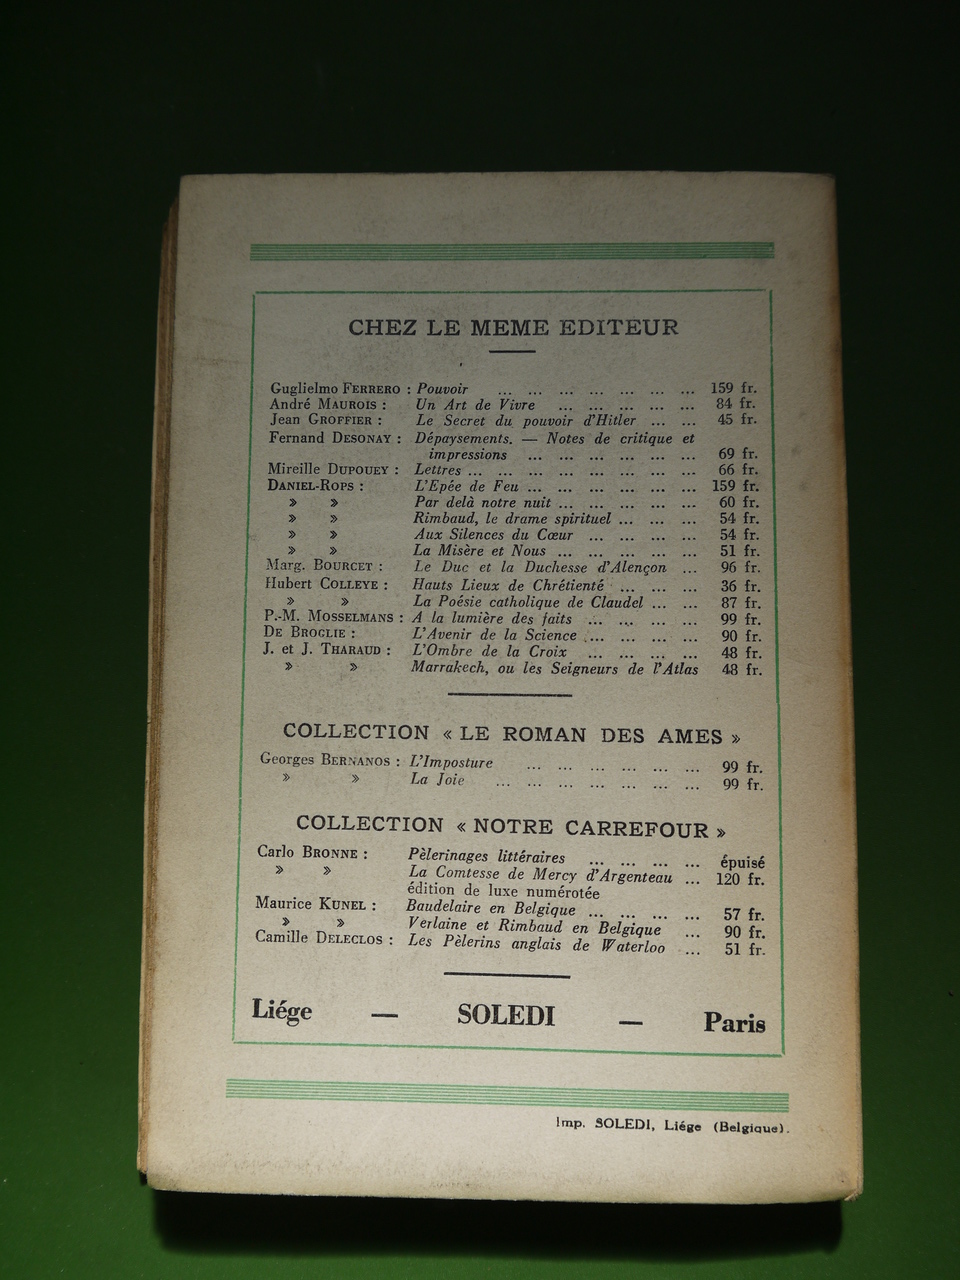 CHEZ LE MEME EDITEUR
Guglielmo FERRERO : Pouvoir ... ... ... ... ... ... ... 159 fr.
André MAUROIS : Un Art de Vivre ... ... ... ... ... 84 fr.
Jean GROFFIER : Le Secret du pouvoir d'Hitler ... ... 45 fr.
Fernand DESONAY : Dépaysements. — Notes de critique et
impressions ... ... ... ... ... ... 69 fr.
Mireille DUPOUEY : Lettres ... ... ... ... ... ... ... ... 66 fr.
DANIEL-ROPS : L'Epée de Feu ... ... ... ... ... ... 159 fr.
» » Par delà notre nuit ... ... ... ... ... 60 fr.
» » Rimbaud, le drame spirituel ... ... ... 54 fr.
» » Aux Silences du Cœur ... ... ... ... 54 fr.
» » La Misère et Nous ... ... ... ... ... 51 fr.
Marg. BOURCET : Le Duc et la Duchesse d'Alençon ... 96 fr.
Hubert COLLEYE : Hauts Lieux de Chrétienté ... ... ... 36 fr.
» » La Poésie catholique de Claudel ... ... 87 fr.
P.-M. MOSSELMANS : A la lumière des faits ... ... ... ... 99 fr.
DE BROGLIE : L'Avenir de la Science ... ... ... ... 90 fr.
J. et J. THARAUD : L'Ombre de la Croix ... ... ... ... 48 fr.
» » Marrakech, ou les Seigneurs de l'Atlas 48 fr.
COLLECTION « LE ROMAN DES AMES »
Georges BERNANOS : L'Imposture ... ... ... ... ... ... 99 fr.
» » La Joie ... ... ... ... ... ... ... 99 fr.
COLLECTION « NOTRE CARREFOUR »
Carlo BRONNE : Pèlerinages littéraires ... ... ... ... épuisé
» » La Comtesse de Mercy d'Argenteau ... 120 fr.
édition de luxe numérotée
Maurice KUNEL : Baudelaire en Belgique ... ... ... ... 57 fr.
» » Verlaine et Rimbaud en Belgique ... 90 fr.
Camille DELECLOS : Les Pèlerins anglais de Waterloo ... 51 fr.
Liége — SOLEDI — Paris
Imp. SOLEDI, Liége (Belgique).